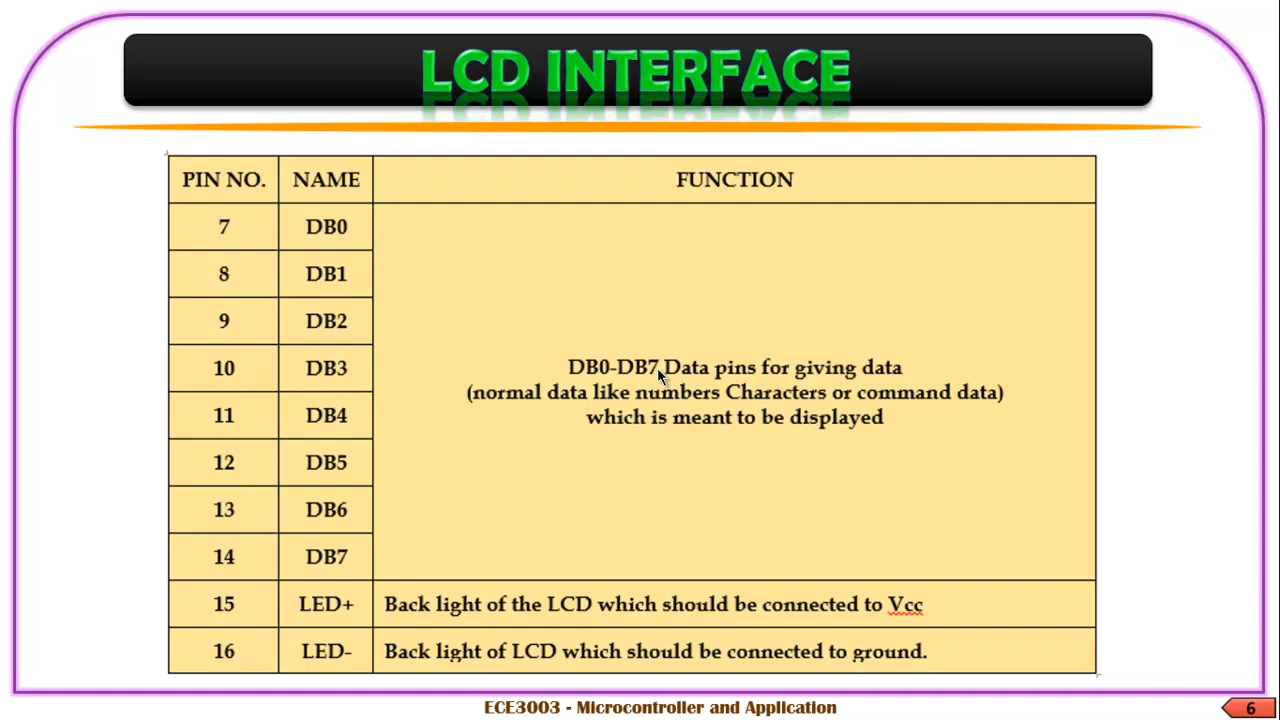 LCD INTERFACE
PIN NO. NAME FUNCTION
7 DB0
8 DB1
9 DB2
10 DB3
DB0-DB7 Data pins for giving data
(normal data like numbers Characters or command data)
which is meant to be displayed
11 DB4
12 DB5
13 DB6
14 DB7
15 LED+ Back light of the LCD which should be connected to Vcc
16 LED- Back light of LCD which should be connected to ground.
ECE3003 - Microcontroller and Application
6